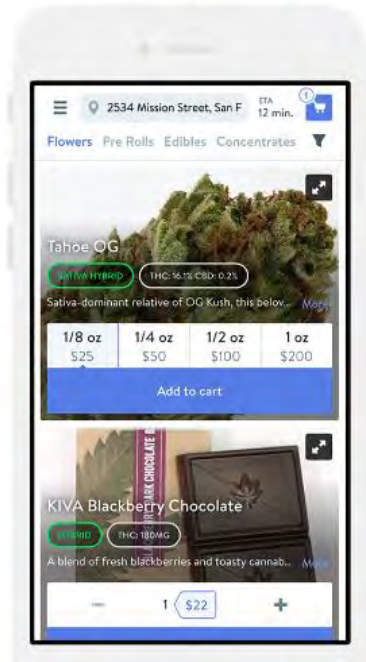 2534 Mission Street, San F
ETA
12 min.
1
Flowers Pre Rolls Edibles Concentrates
Tahoe OG
SATIVA HYBRID
THC: 16.1% CBD: 0.2%
Sativa-dominant relative of OG Kush, this belov... More
1/8 oz 1/4 oz 1/2 oz 1 oz
$25 $50 $100 $200
Add to cart
KIVA Blackberry Chocolate
HYBRID
THC: 180MG
A blend of fresh blackberries and toasty cannab... More
1 $22